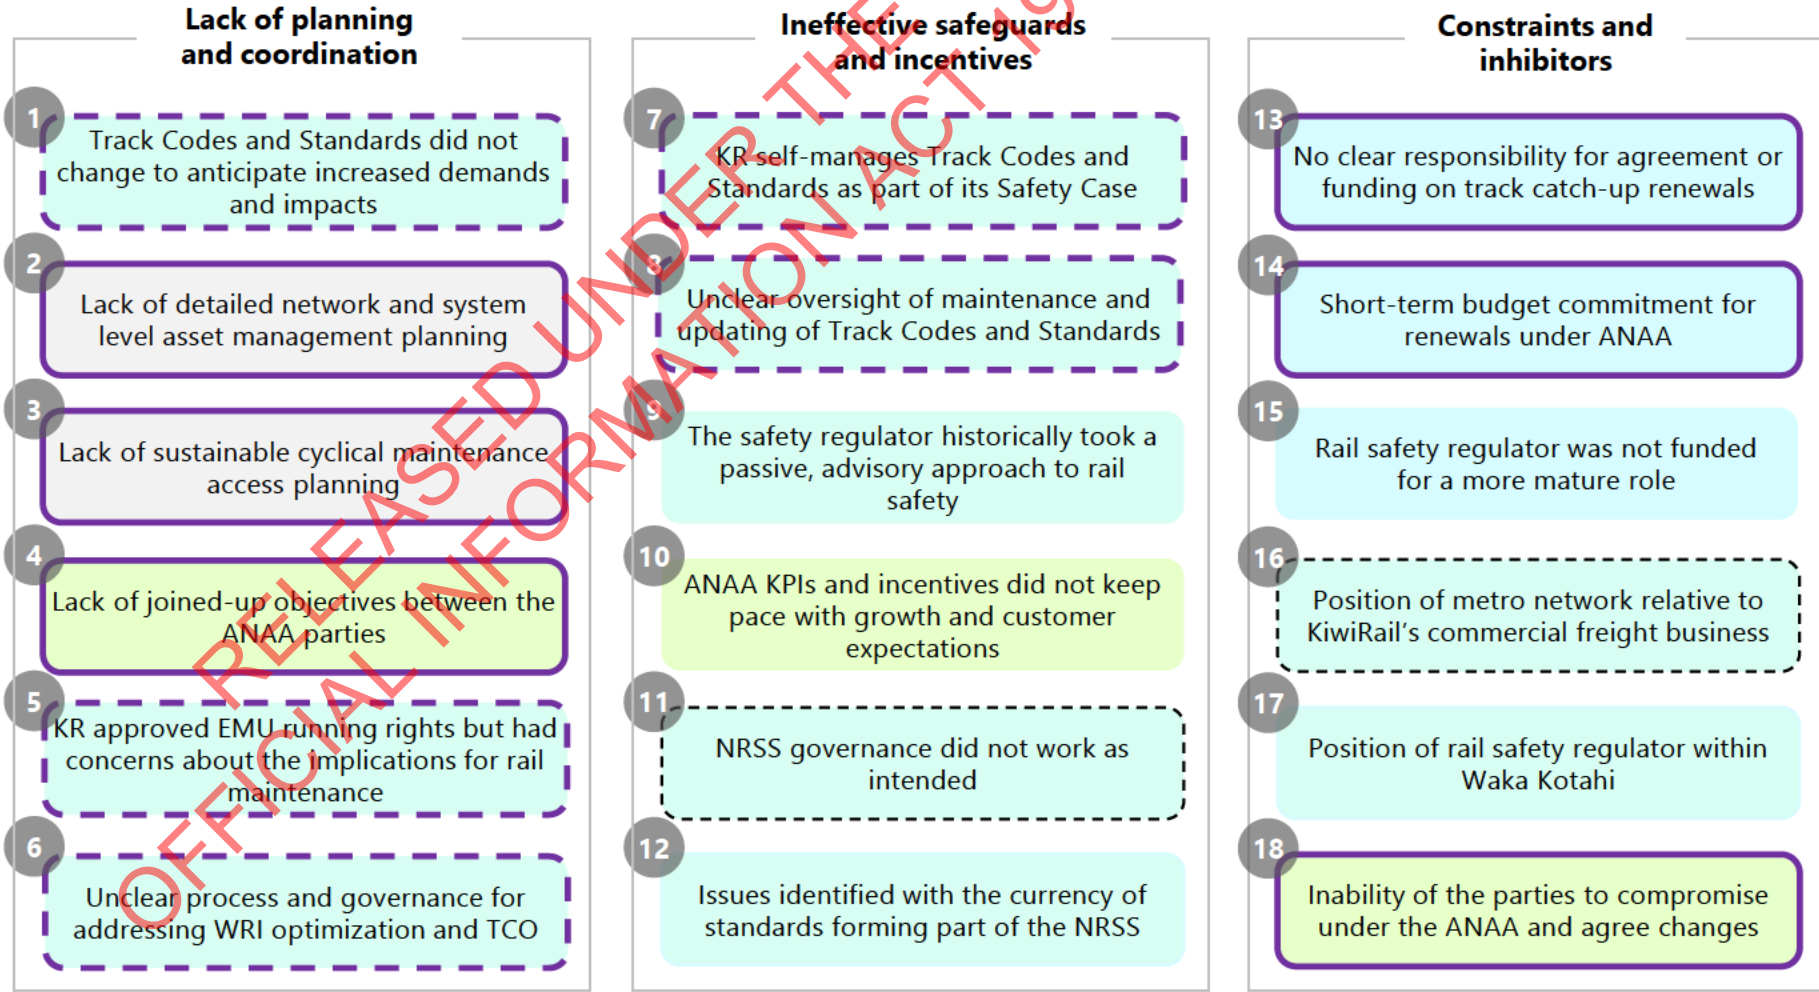 Lack of planning
and coordination
1
Track Codes and Standards did not
change to anticipate increased demands
and impacts
2
Lack of detailed network and system
level asset management planning
3
Lack of sustainable cyclical maintenance
access planning
4
Lack of joined-up objectives between the
ANAA parties
5
KR approved EMU running rights but had
concerns about the implications for rail
maintenance
6
Unclear process and governance for
addressing WRI optimization and TCO
Ineffective safeguards
and incentives
7
KR self-manages Track Codes and
Standards as part of its Safety Case
8
Unclear oversight of maintenance and
updating of Track Codes and Standards
9
The safety regulator historically took a
passive, advisory approach to rail
safety
10
ANAA KPIs and incentives did not keep
pace with growth and customer
expectations
11
NRSS governance did not work as
intended
12
Issues identified with the currency of
standards forming part of the NRSS
Constraints and
inhibitors
13
No clear responsibility for agreement or
funding on track catch-up renewals
14
Short-term budget commitment for
renewals under ANAA
15
Rail safety regulator was not funded
for a more mature role
16
Position of metro network relative to
KiwiRail's commercial freight business
17
Position of rail safety regulator within
Waka Kotahi
18
Inability of the parties to compromise
under the ANAA and agree changes
RELEASED UNDER THE
OFFICIAL INFORMATION ACT 19